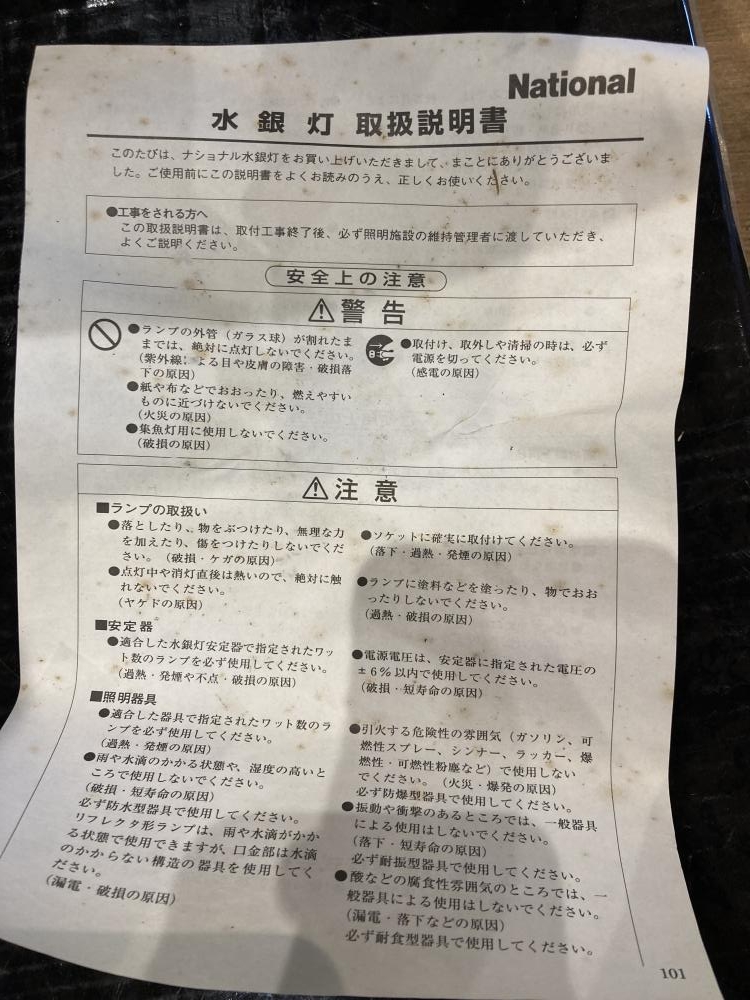 National
水銀灯 取扱説明書
このたびは、ナショナル水銀灯をお買い上げいただきまして、まことにありがとうございま
した。ご使用前にこの説明書をよくお読みのうえ、正しくお使いください。
●工事をされる方へ
この取扱説明書は、取付工事終了後、必ず照明施設の維持管理者に渡していただき、
よくご説明ください。
安全上の注意
⚠警告
●ランプの外管（ガラス球）が割れたま
までは、絶対に点灯しないでください。
（紫外線による目や皮膚の障害・破損落
下の原因）
●紙や布などでおおったり、燃えやすい
ものに近づけないでください。
（火災の原因）
●集魚灯用に使用しないでください。
（破損の原因）
●取付け、取外しや清掃の時は、必ず
電源を切ってください。
（感電の原因）
⚠注意
■ランプの取扱い
●落としたり、物をぶつけたり、無理な力
を加えたり、傷をつけたりしないでくだ
さい。（破損・ケガの原因）
●点灯中や消灯直後は熱いので、絶対に触
れないでください。
（ヤケドの原因）
●ソケットに確実に取付けてください。
（落下・過熱・発煙の原因）
●ランプに塗料などを塗ったり、物でおお
ったりしないでください。
（過熱・破損の原因）
■安定器
●適合した水銀灯安定器で指定されたワッ
ト数のランプを必ず使用してください。
（過熱・発煙や不点・破損の原因）
●電源電圧は、安定器に指定された電圧の
±6％以内で使用してください。
（破損・短寿命の原因）
■照明器具
●適合した器具で指定されたワット数のラ
ンプを必ず使用してください。
（過熱・発煙の原因）
●雨や水滴のかかる状態や、湿度の高いと
ころで使用しないでください。
（破損・短寿命の原因）
必ず防水型器具で使用してください。
リフレクタ形ランプは、雨や水滴がかか
る状態で使用できますが、口金部は水滴
のかからない構造の器具を使用してく
ださい。
（漏電・破損の原因）
●引火する危険性の雰囲気（ガソリン、可
燃性スプレー、シンナー、ラッカー、爆
燃性・可燃性粉塵など）で使用しない
でください。（火災・爆発の原因）
必ず防爆型器具で使用してください。
●振動や衝撃のあるところでは、一般器具
による使用はしないでください。
（落下・短寿命の原因）
必ず耐振型器具で使用してください。
●酸などの腐食性雰囲気のところでは、一
般器具による使用はしないでください。
（漏電・落下などの原因）
必ず耐食型器具で使用してください。
101